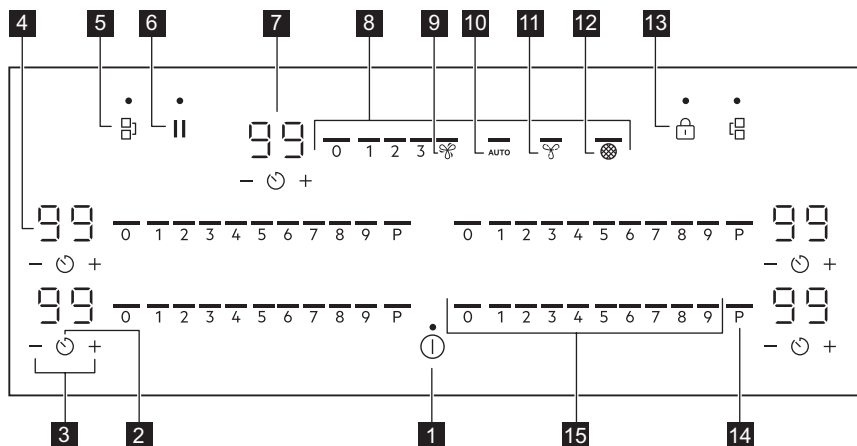 4 5 6 7 8 9 10 11 12 13
99 0 1 2 3 AUTO
− +
99 0 1 2 3 4 5 6 7 8 9 P 0 1 2 3 4 5 6 7 8 9 P 99
− + − +
99 0 1 2 3 4 5 6 7 8 9 P 0 1 2 3 4 5 6 7 8 9 P 99
− + − +
3 2 1 15 14